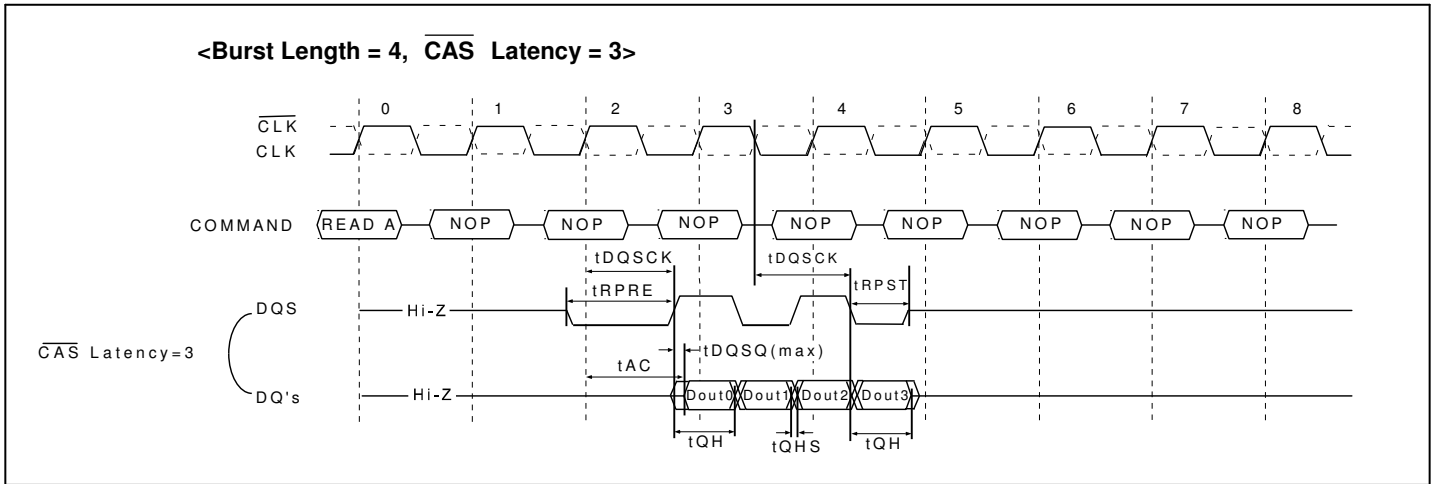 <Burst Length = 4, CAS Latency = 3>
0 1 2 3 4 5 6 7 8
CLK
CLK
COMMAND READ A NOP NOP NOP NOP NOP NOP NOP NOP
tDQSCK tDQSCK
tRPRE tRPST
DQS Hi-Z
CAS Latency=3
tDQSQ(max)
tAC
DQ's Hi-Z Dout0 Dout1 Dout2 Dout3
tQH tQHS tQH